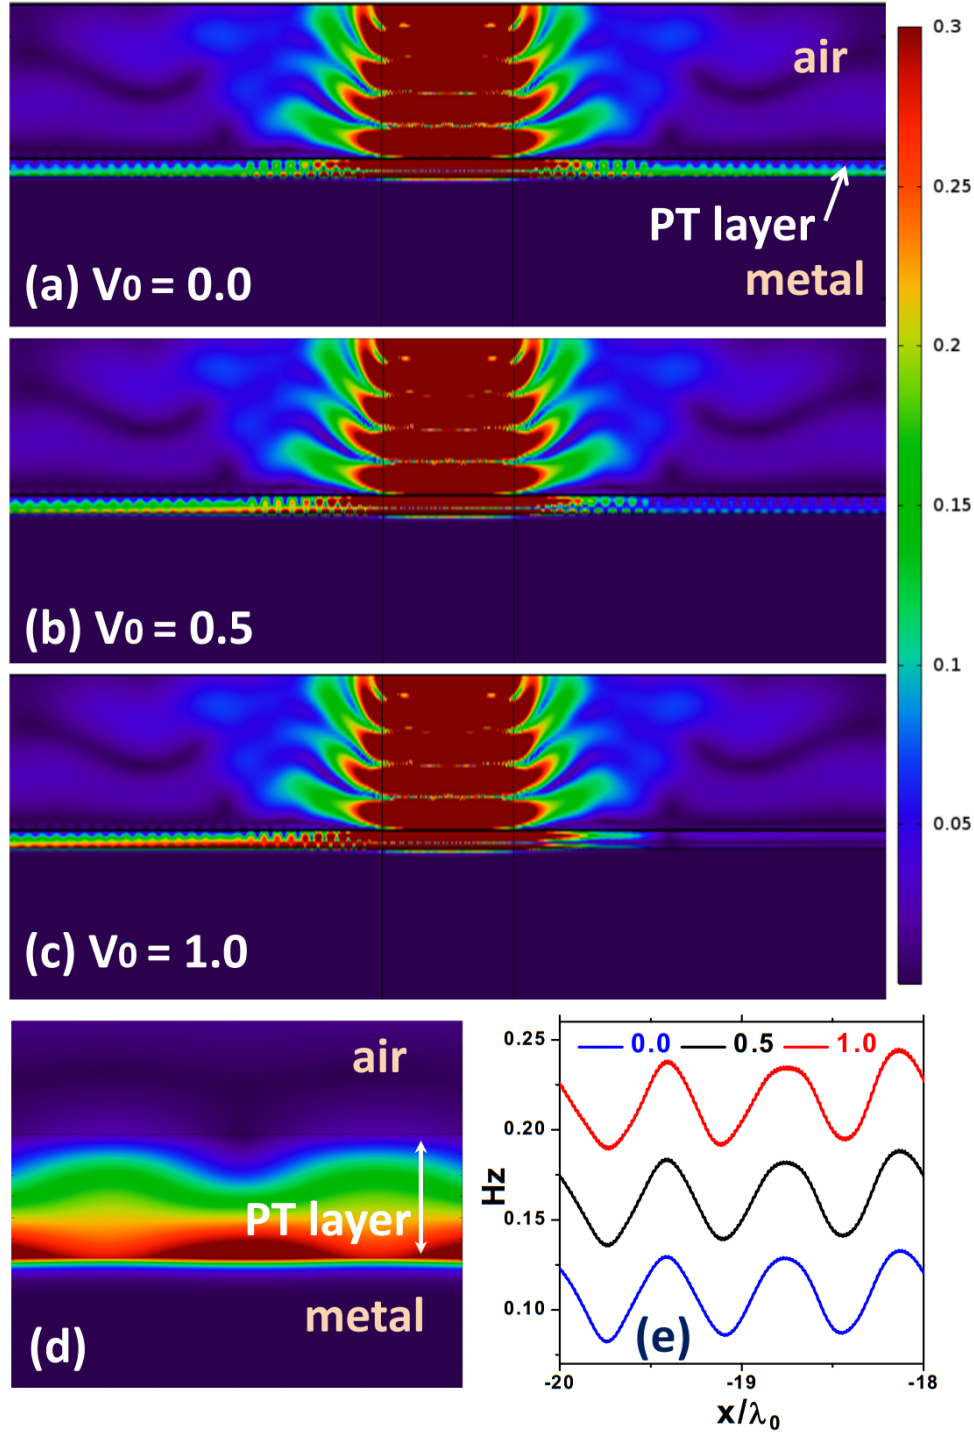 0.3
air
0.25
PT layer
metal
(a) V0 = 0.0
0.2
0.15
(b) V0 = 0.5
0.1
0.05
(c) V0 = 1.0
air
PT layer
metal
(d)
0.25
0.0 0.5 1.0
0.20
Hz
0.15
0.10
(e)
-20 -19 -18
x/λ0